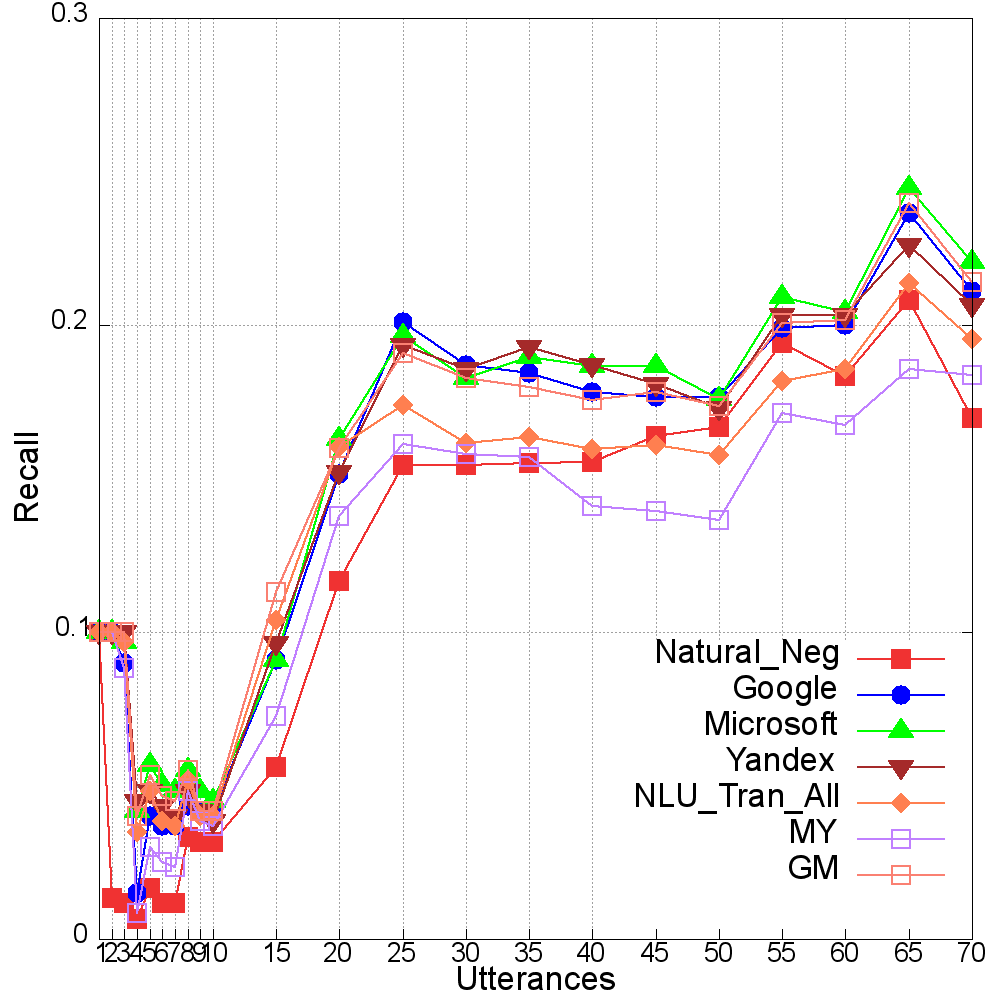 0.3
0.2
0.1
0
Recall
Natural_Neg
Google
Microsoft
Yandex
NLU_Tran_All
MY
GM
1 2 3 4 5 6 7 8 9 10 15 20 25 30 35 40 45 50 55 60 65 70
Utterances